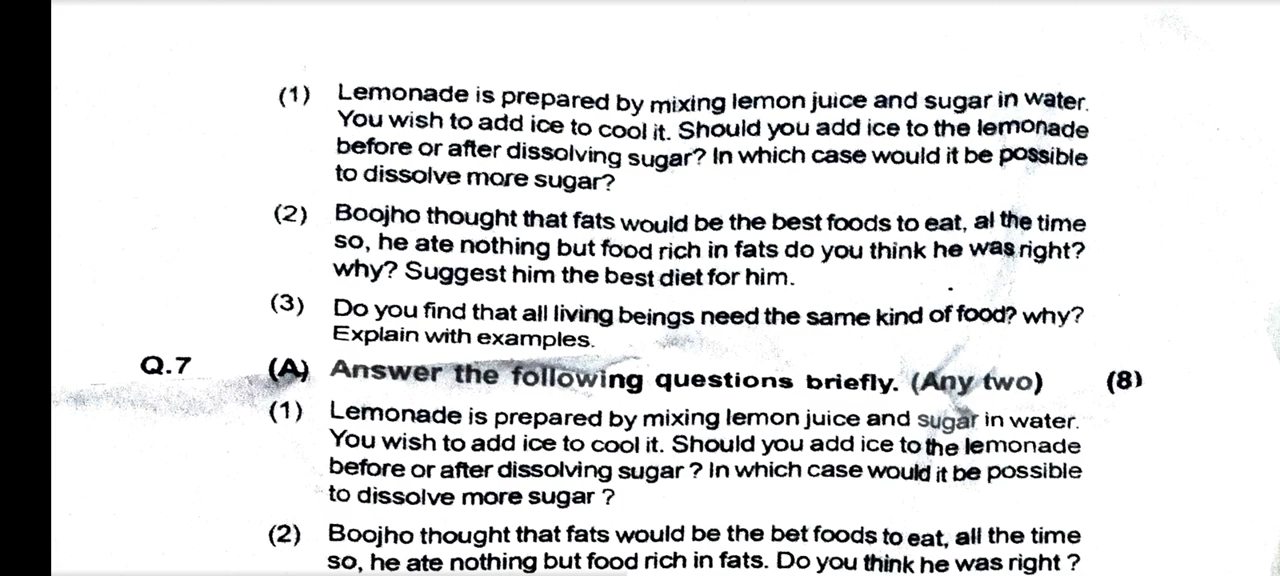 (1) Lemonade is prepared by mixing lemon juice and sugar in water.
You wish to add ice to cool it. Should you add ice to the lemonade
before or after dissolving sugar? In which case would it be possible
to dissolve more sugar?
(2) Boojho thought that fats would be the best foods to eat, al the time
so, he ate nothing but food rich in fats do you think he was right?
why? Suggest him the best diet for him.
(3) Do you find that all living beings need the same kind of food? why?
Explain with examples.
Q.7 (A) Answer the following questions briefly. (Any two) (8)
(1) Lemonade is prepared by mixing lemon juice and sugar in water.
You wish to add ice to cool it. Should you add ice to the lemonade
before or after dissolving sugar ? In which case would it be possible
to dissolve more sugar ?
(2) Boojho thought that fats would be the bet foods to eat, all the time
so, he ate nothing but food rich in fats. Do you think he was right ?